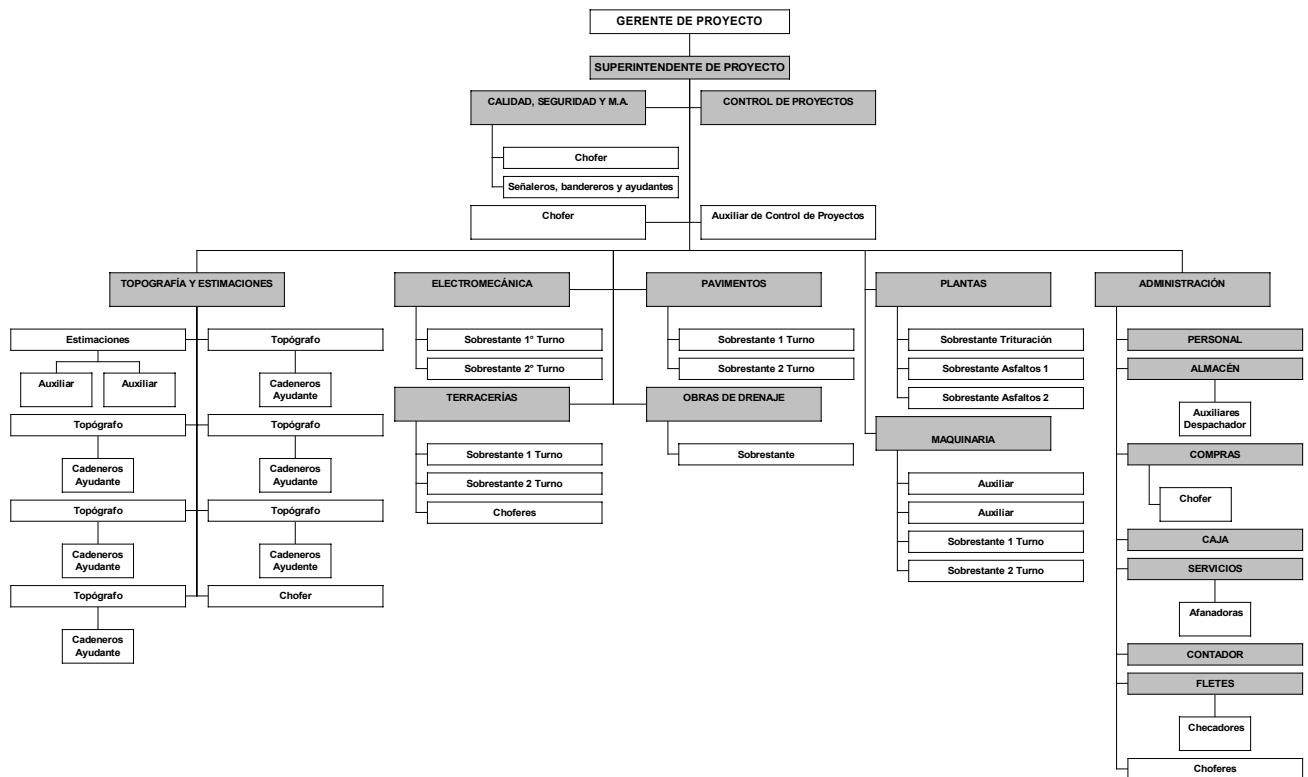 GERENTE DE PROYECTO
SUPERINTENDENTE DE PROYECTO
CALIDAD, SEGURIDAD Y M.A.
CONTROL DE PROYECTOS
Chofer
Señaleros, bandereros y ayudantes
Chofer
Auxiliar de Control de Proyectos
TOPOGRAFÍA Y ESTIMACIONES
Estimaciones
Topógrafo
Auxiliar
Auxiliar
Cadeneros
Ayudante
Topógrafo
Topógrafo
Cadeneros
Ayudante
Cadeneros
Ayudante
Topógrafo
Topógrafo
Cadeneros
Ayudante
Cadeneros
Ayudente
Topógrafo
Chofer
Cadeneros
Ayudante
ELECTROMECÁNICA
Sobrestante 1° Turno
Sobrestante 2° Turno
PAVIMENTOS
Sobrestante 1 Turno
Sobrestante 2 Turno
TERRACERÍAS
Sobrestante 1 Turno
Sobrestante 2 Turno
Choferes
OBRAS DE DRENAJE
Sobrestante
PLANTAS
Sobrestante Trituración
Sobrestante Asfaltos 1
Sobrestante Asfaltos 2
MAQUINARIA
Auxiliar
Auxiliar
Sobrestante 1 Turno
Sobrestante 2 Turno
ADMINISTRACIÓN
PERSONAL
ALMACÉN
Auxiliares
Despachador
COMPRAS
Chofer
CAJA
SERVICIOS
Afanadoras
CONTADOR
FLETES
Checadores
Choferes